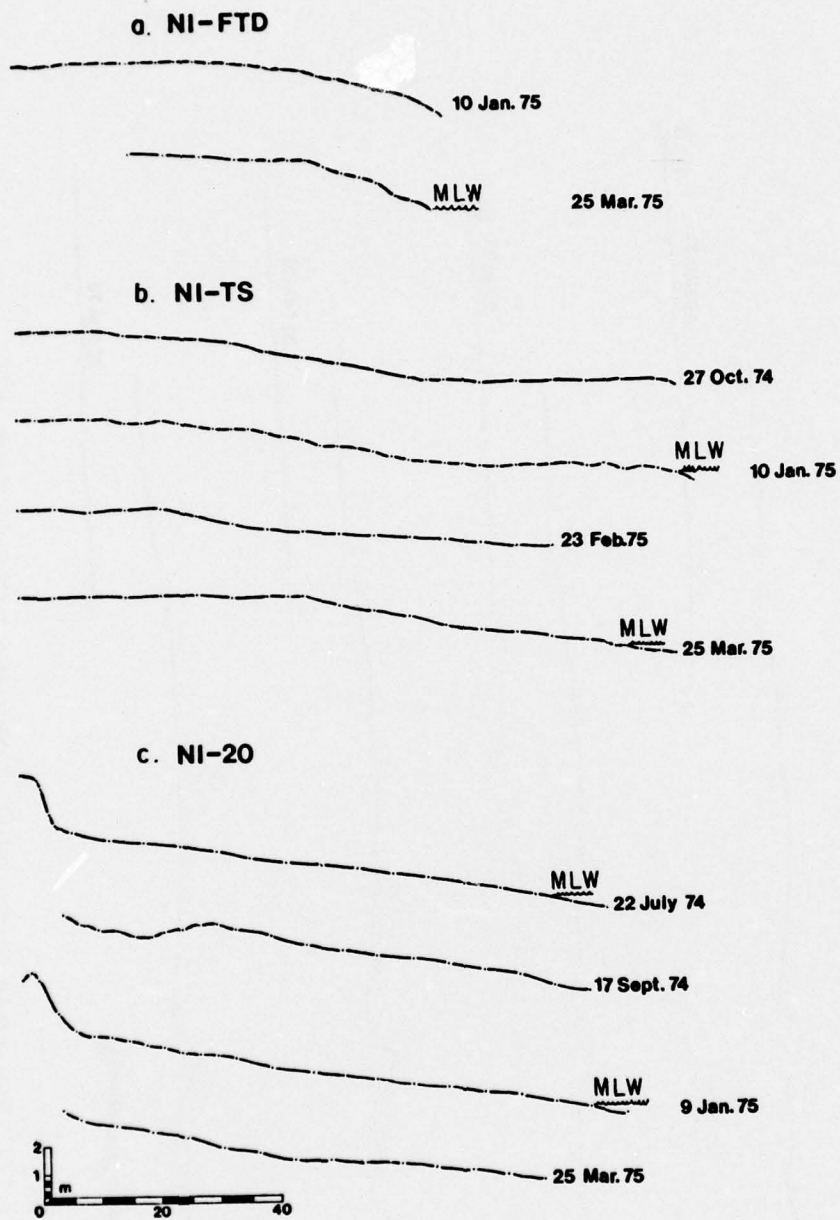 a. NI-FTD
10 Jan. 75
MLW
25 Mar. 75
b. NI-TS
27 Oct. 74
MLW
10 Jan. 75
23 Feb.75
MLW
25 Mar. 75
c. NI-20
MLW
22 July 74
17 Sept. 74
MLW
9 Jan. 75
25 Mar. 75
2
1
m
0 20 40